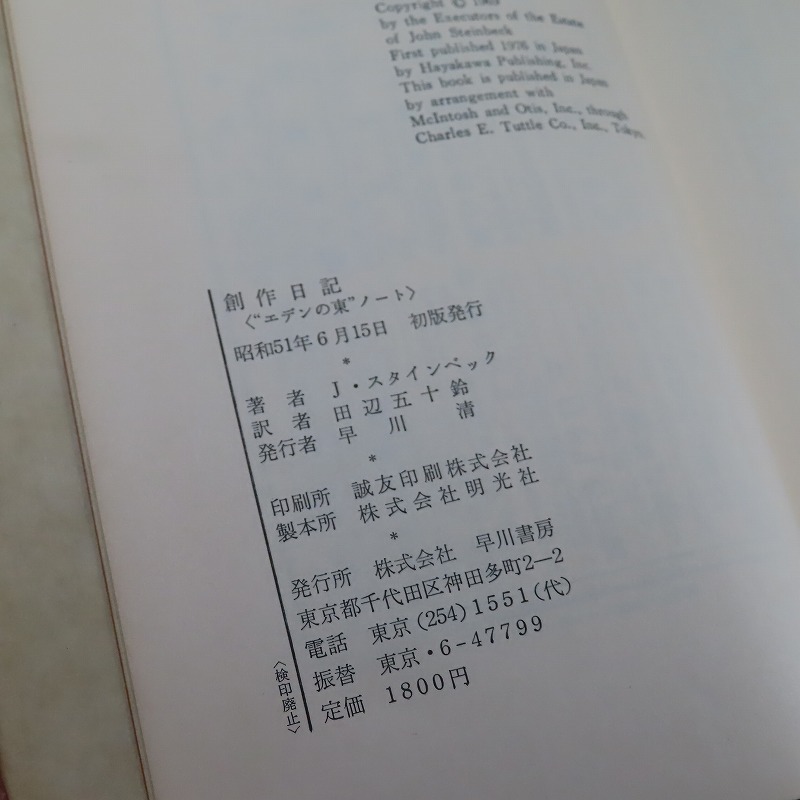 Copyright © 1969
by the Executors of the Estate
of John Steinbeck
First published 1976 in Japan
by Hayakawa Publishing, Inc.
This book is published in Japan
by arrangement with
McIntosh and Otis, Inc., through
Charles E. Tuttle Co., Inc., Tokyo.
創作日記
〈“エデンの東”ノート〉
昭和51年6月15日 初版発行
*
著者 J・スタインベック
訳者 田辺五十鈴
発行者 早川 清
*
印刷所 誠友印刷株式会社
製本所 株式会社明光社
*
発行所 株式会社 早川書房
東京都千代田区神田多町2―2
電話 東京(254)1551(代)
振替 東京・6-47799
定価 1800円
〈検印廃止〉